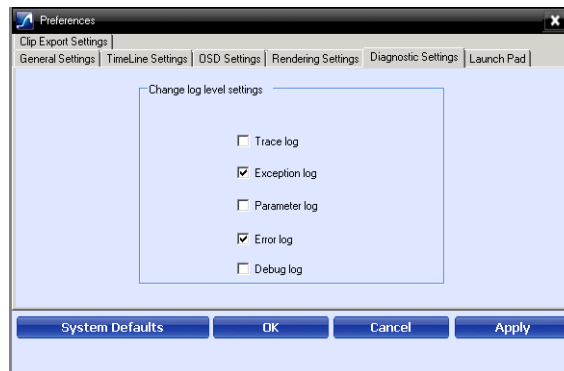 Preferences
Clip Export Settings
General Settings TimeLine Settings OSD Settings Rendering Settings Diagnostic Settings Launch Pad
Change log level settings
Trace log
Exception log
Parameter log
Error log
Debug log
System Defaults OK Cancel Apply